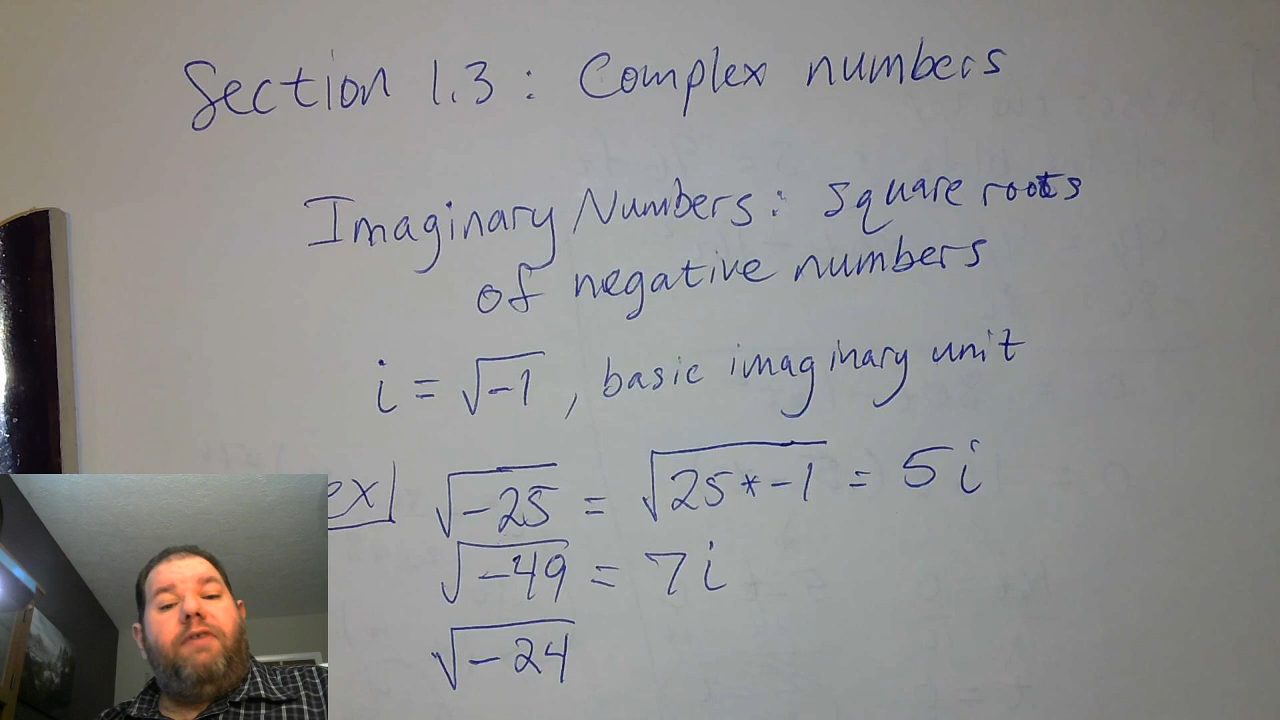 Section 1.3: Complex numbers
Imaginary Numbers: square roots
of negative numbers
i = √-1, basic imaginary unit
ex √-25 = √25*-1 = 5i
√-49 = 7i
√-24